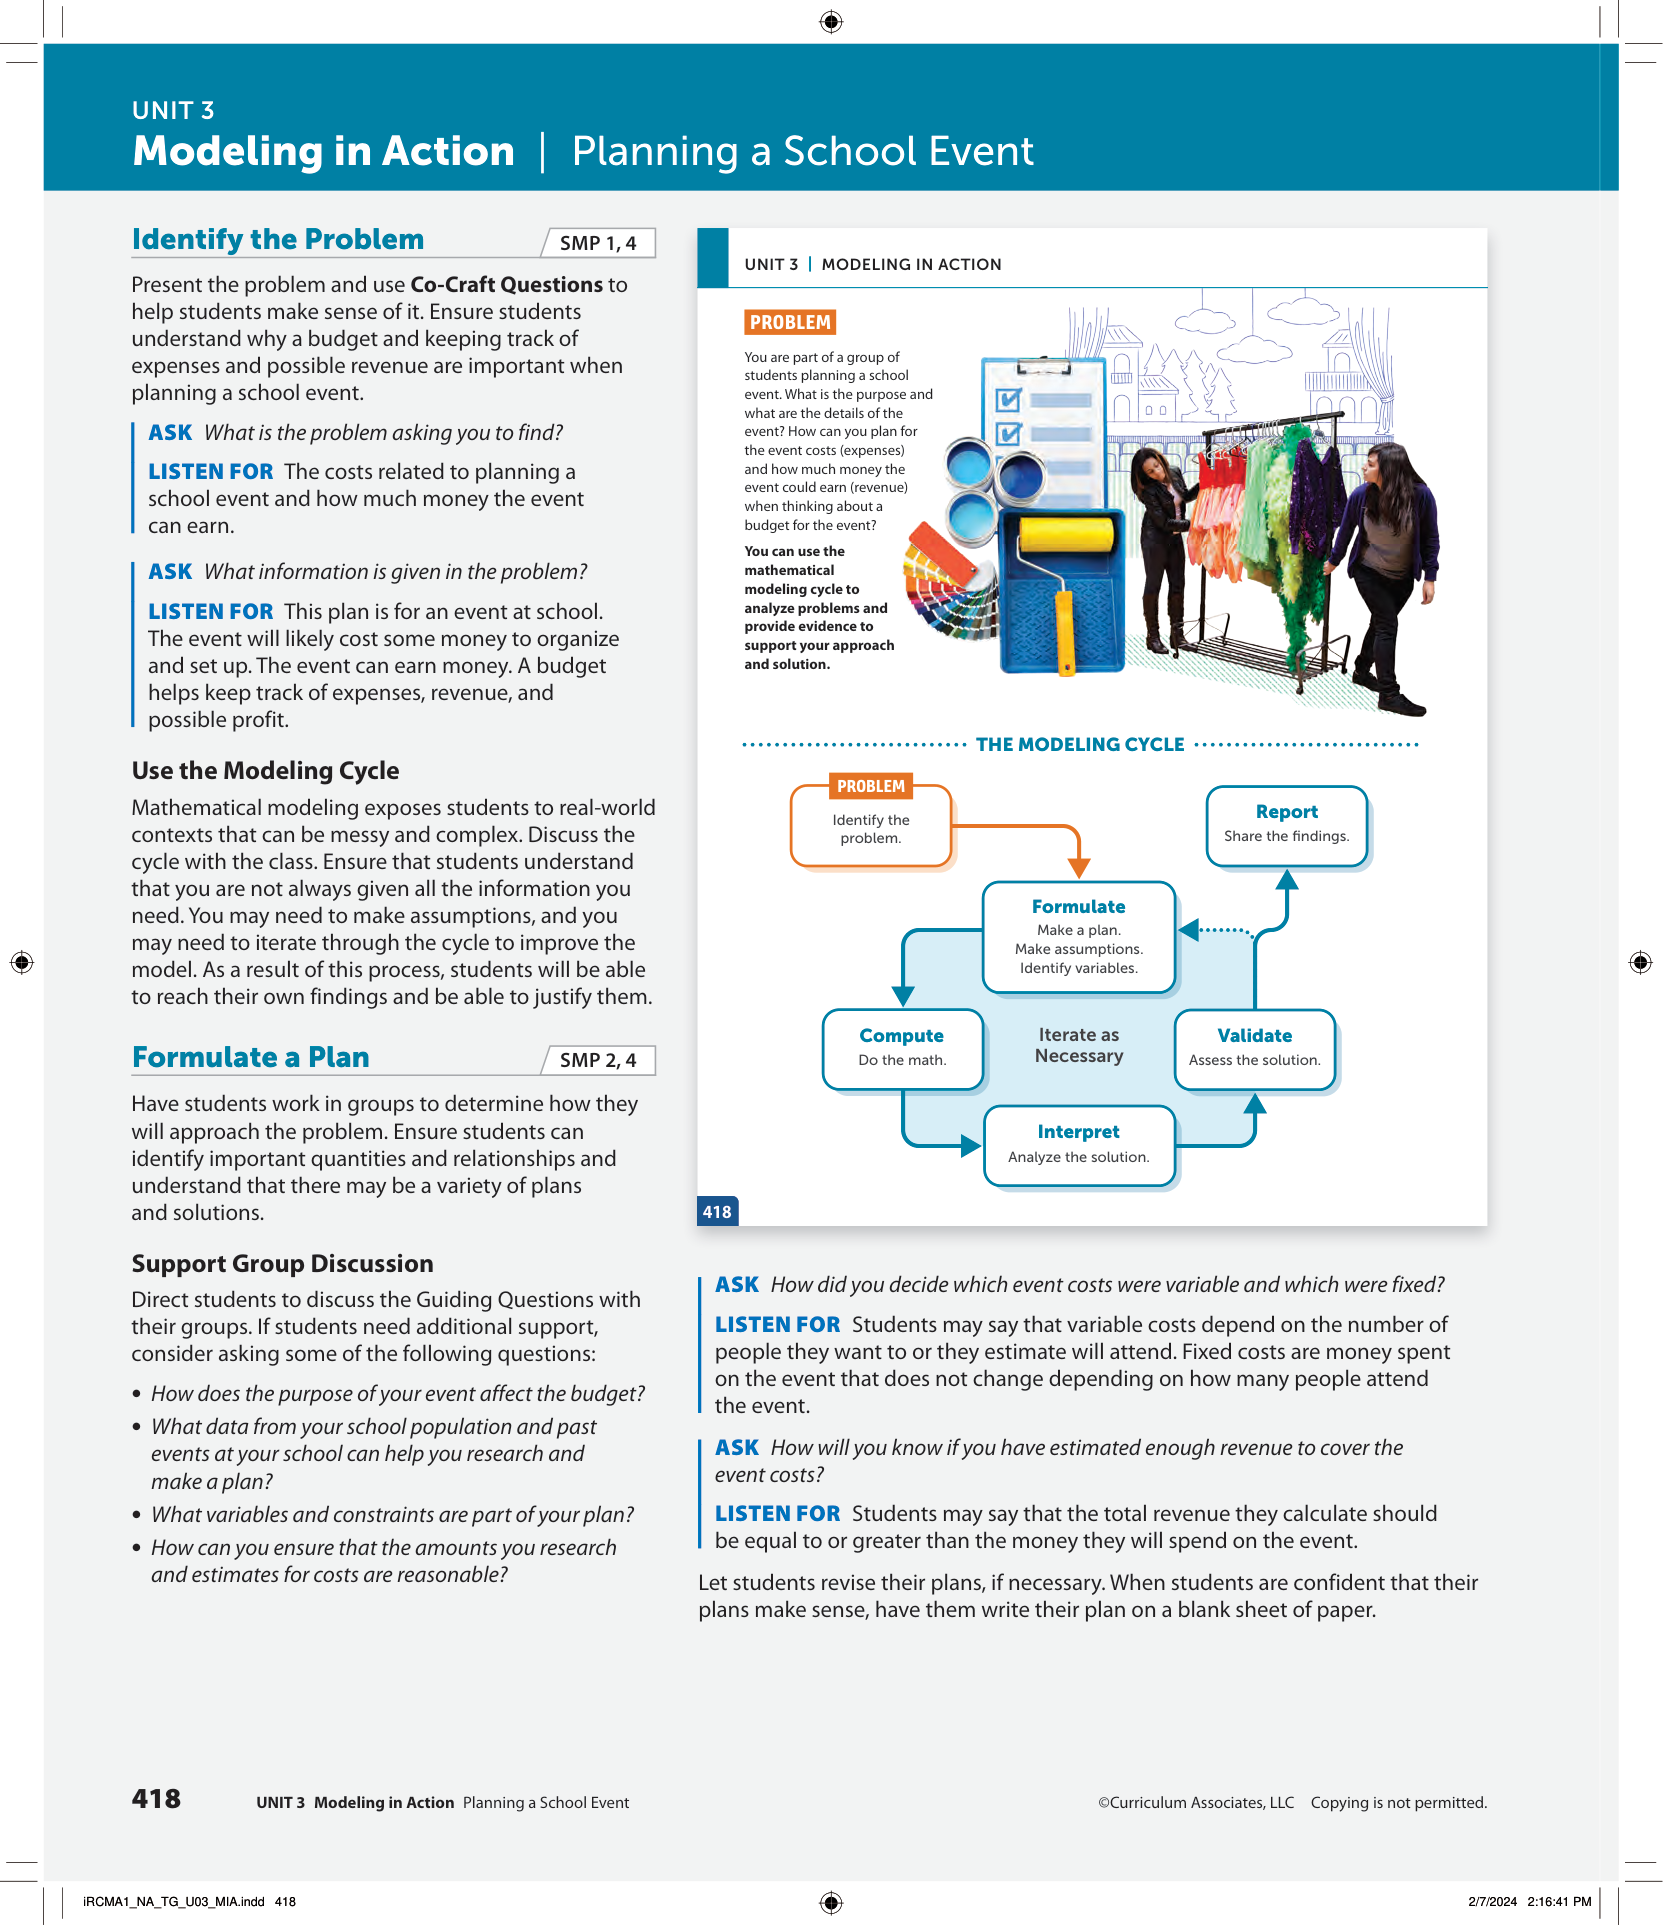 UNIT 3
Modeling in Action | Planning a School Event
Identify the Problem
SMP 1, 4
Present the problem and use Co-Craft Questions to
help students make sense of it. Ensure students
understand why a budget and keeping track of
expenses and possible revenue are important when
planning a school event.
ASK What is the problem asking you to find?
LISTEN FOR The costs related to planning a
school event and how much money the event
can earn.
ASK What information is given in the problem?
LISTEN FOR This plan is for an event at school.
The event will likely cost some money to organize
and set up. The event can earn money. A budget
helps keep track of expenses, revenue, and
possible profit.
Use the Modeling Cycle
Mathematical modeling exposes students to real-world
contexts that can be messy and complex. Discuss the
cycle with the class. Ensure that students understand
that you are not always given all the information you
need. You may need to make assumptions, and you
may need to iterate through the cycle to improve the
model. As a result of this process, students will be able
to reach their own findings and be able to justify them.
Formulate a Plan
SMP 2, 4
Have students work in groups to determine how they
will approach the problem. Ensure students can
identify important quantities and relationships and
understand that there may be a variety of plans
and solutions.
Support Group Discussion
Direct students to discuss the Guiding Questions with
their groups. If students need additional support,
consider asking some of the following questions:
• How does the purpose of your event affect the budget?
• What data from your school population and past
events at your school can help you research and
make a plan?
• What variables and constraints are part of your plan?
• How can you ensure that the amounts you research
and estimates for costs are reasonable?
UNIT 3 | MODELING IN ACTION
PROBLEM
You are part of a group of
students planning a school
event. What is the purpose and
what are the details of the
event? How can you plan for
the event costs (expenses)
and how much money the
event could earn (revenue)
when thinking about a
budget for the event?
You can use the
mathematical
modeling cycle to
analyze problems and
provide evidence to
support your approach
and solution.
THE MODELING CYCLE
PROBLEM
Identify the
problem.
Report
Share the findings.
Formulate
Make a plan.
Make assumptions.
Identify variables.
Compute
Do the math.
Iterate as
Necessary
Validate
Assess the solution.
Interpret
Analyze the solution.
418
ASK How did you decide which event costs were variable and which were fixed?
LISTEN FOR Students may say that variable costs depend on the number of
people they want to or they estimate will attend. Fixed costs are money spent
on the event that does not change depending on how many people attend
the event.
ASK How will you know if you have estimated enough revenue to cover the
event costs?
LISTEN FOR Students may say that the total revenue they calculate should
be equal to or greater than the money they will spend on the event.
Let students revise their plans, if necessary. When students are confident that their
plans make sense, have them write their plan on a blank sheet of paper.
418 UNIT 3 Modeling in Action Planning a School Event
©Curriculum Associates, LLC Copying is not permitted.
iRCMA1_NA_TG_U03_MIA.indd 418
2/7/2024 2:16:41 PM